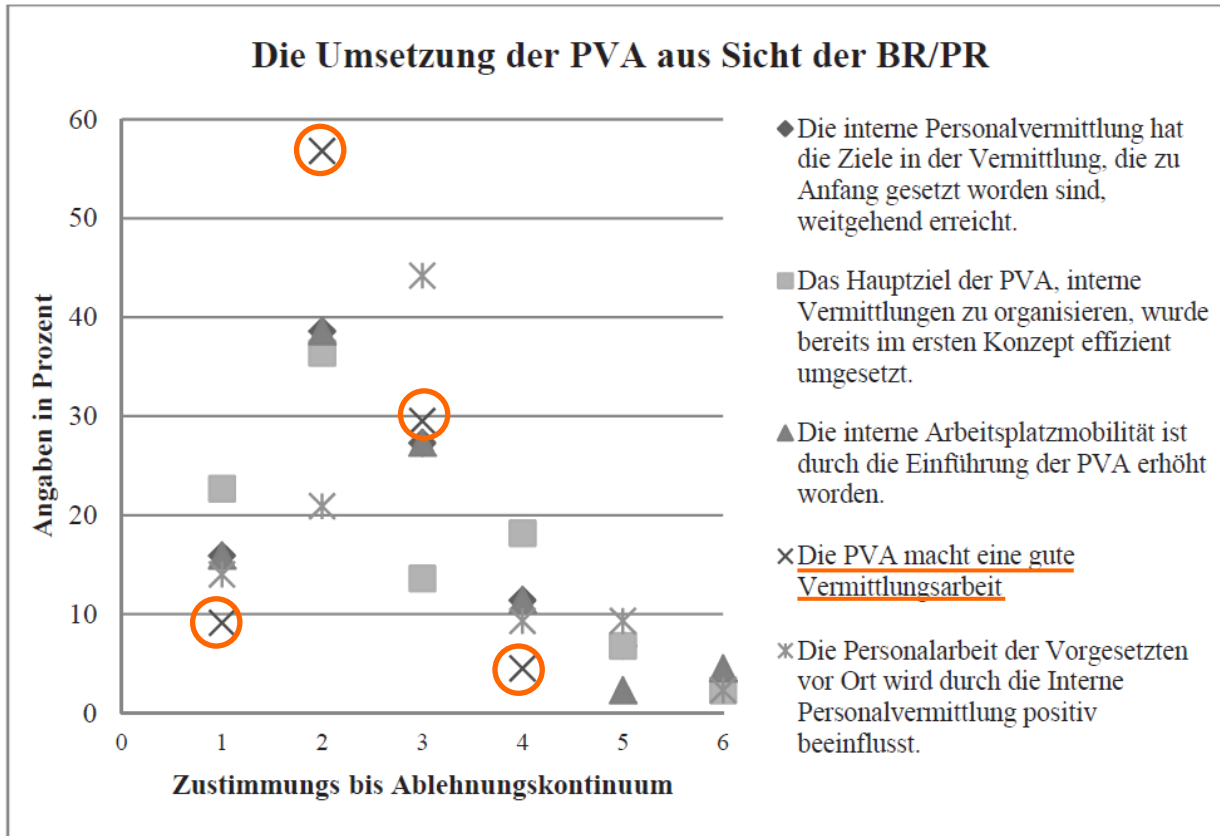 Die Umsetzung der PVA aus Sicht der BR/PR
60
50
40
30
20
10
0
Angaben in Prozent
0 1 2 3 4 5 6
Zustimmungs bis Ablehnungskontinuum
Die interne Personalvermittlung hat
die Ziele in der Vermittlung, die zu
Anfang gesetzt worden sind,
weitgehend erreicht.
Das Hauptziel der PVA, interne
Vermittlungen zu organisieren, wurde
bereits im ersten Konzept effizient
umgesetzt.
Die interne Arbeitsplatzmobilität ist
durch die Einführung der PVA erhöht
worden.
Die PVA macht eine gute
Vermittlungsarbeit
Die Personalarbeit der Vorgesetzten
vor Ort wird durch die Interne
Personalvermittlung positiv
beeinflusst.